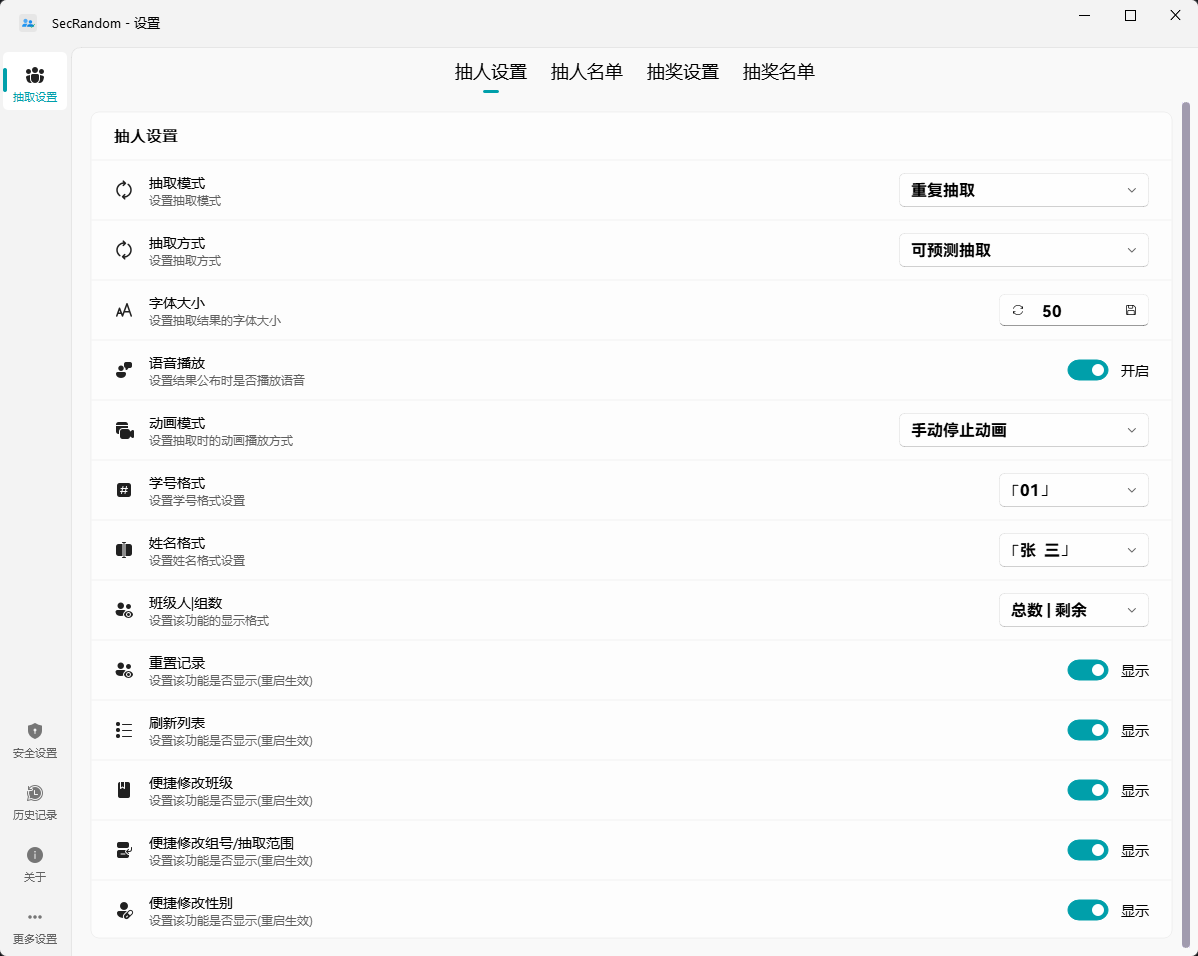 SecRandom - 设置
抽人设置 抽人名单 抽奖设置 抽奖名单
抽取设置
抽人设置
抽取模式
设置抽取模式
重复抽取
抽取方式
设置抽取方式
可预测抽取
字体大小
设置抽取结果的字体大小
50
语音播放
设置结果公布时是否播放语音
开启
动画模式
设置抽取时的动画播放方式
手动停止动画
学号格式
设置学号格式设置
「01」
姓名格式
设置姓名格式设置
「张 三」
班级人|组数
设置该功能的显示格式
总数 | 剩余
重置记录
设置该功能是否显示(重启生效)
显示
刷新列表
设置该功能是否显示(重启生效)
显示
便捷修改班级
设置该功能是否显示(重启生效)
显示
便捷修改组号/抽取范围
设置该功能是否显示(重启生效)
显示
便捷修改性别
设置该功能是否显示(重启生效)
显示
安全设置
历史记录
关于
更多设置